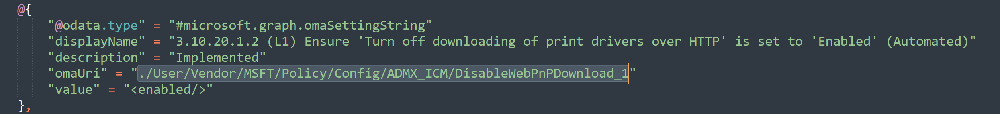 @{
"@odata.type" = "#microsoft.graph.omaSettingString"
"displayName" = "3.10.20.1.2 (L1) Ensure 'Turn off downloading of print drivers over HTTP' is set to 'Enabled' (Automated)"
"description" = "Implemented"
"omaUri" = "./User/Vendor/MSFT/Policy/Config/ADMX_ICM/DisableWebPnPDownload_1"
"value" = "<enabled/>"
},